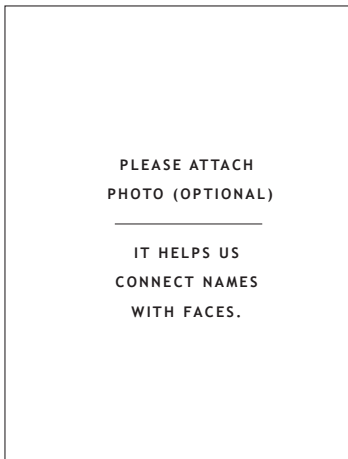 PLEASE ATTACH
PHOTO (OPTIONAL)
IT HELPS US
CONNECT NAMES
WITH FACES.